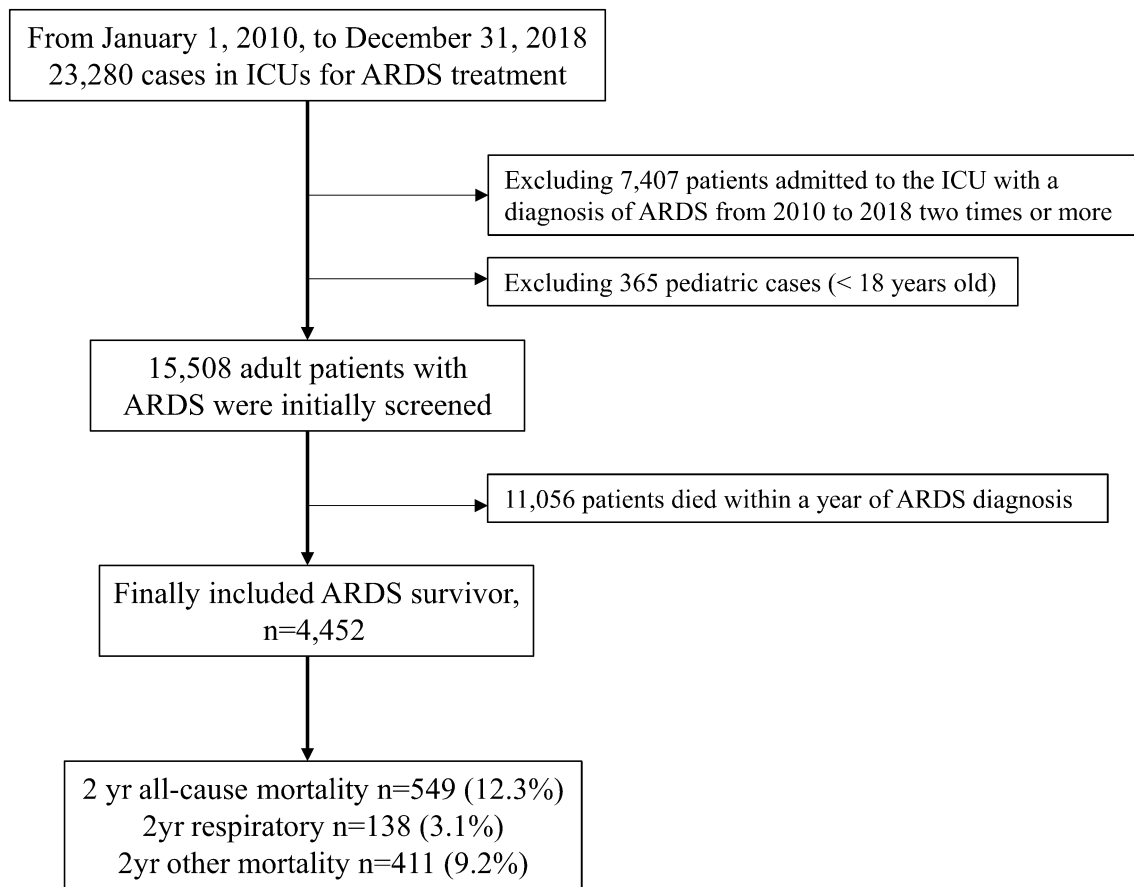 From January 1, 2010, to December 31, 2018
23,280 cases in ICUs for ARDS treatment
Excluding 7,407 patients admitted to the ICU with a
diagnosis of ARDS from 2010 to 2018 two times or more
Excluding 365 pediatric cases (< 18 years old)
15,508 adult patients with
ARDS were initially screened
11,056 patients died within a year of ARDS diagnosis
Finally included ARDS survivor,
n=4,452
2 yr all-cause mortality n=549 (12.3%)
2yr respiratory n=138 (3.1%)
2yr other mortality n=411 (9.2%)